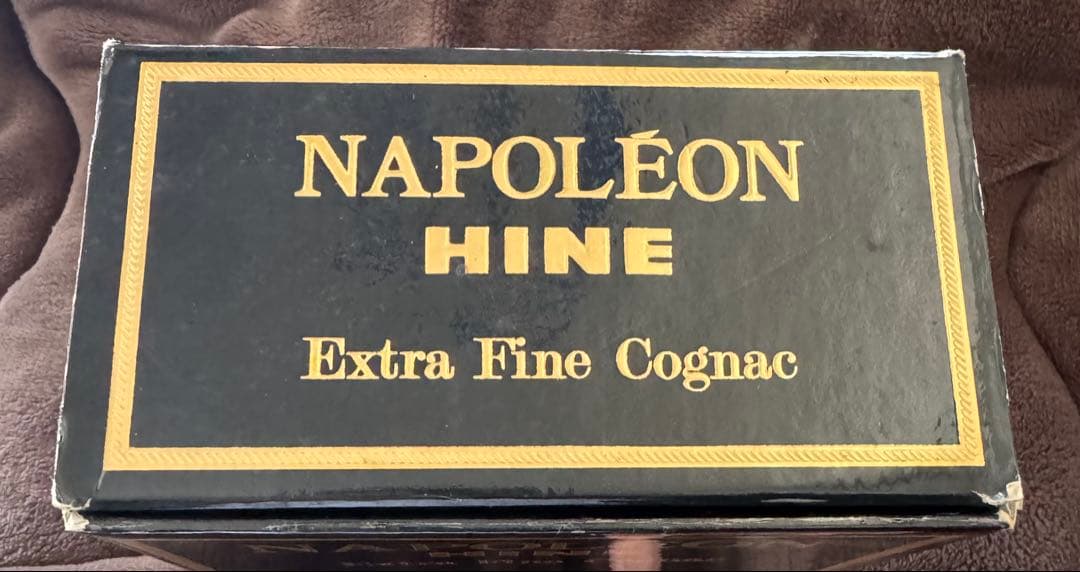 NAPOLÉON
HINE
Extra Fine Cognac